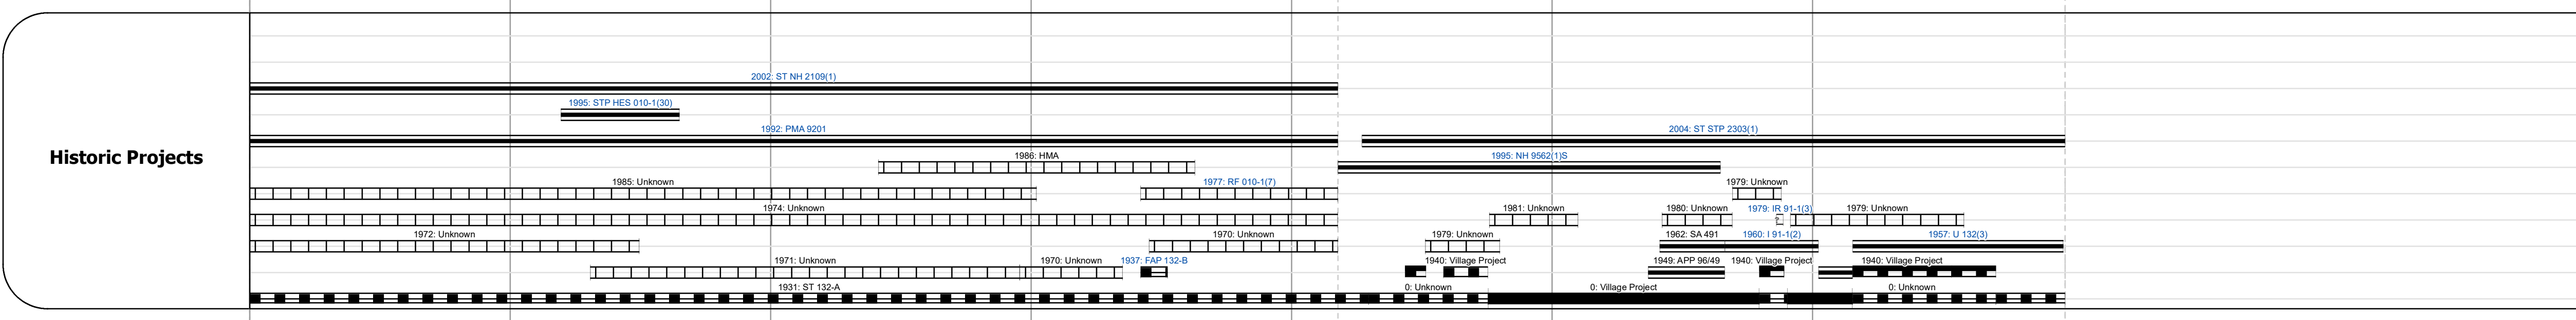 2002: ST NH 2109(1)
1995: STP HES 010-1(30)
1992: PMA 9201
2004: ST STP 2303(1)
Historic Projects
1986: HMA
1995: NH 9562(1)S
1985: Unknown
1977: RF 010-1(7)
1979: Unknown
1974: Unknown
1981: Unknown
1980: Unknown
1979: IR 91-1(3)
1979: Unknown
1972: Unknown
1970: Unknown
1979: Unknown
1962: SA 491
1960: I 91-1(2)
1957: U 132(3)
1971: Unknown
1970: Unknown
1937: FAP 132-B
1940: Village Project
1949: APP 96/49
1940: Village Project
1940: Village Project
1931: ST 132-A
0: Unknown
0: Village Project
0: Unknown